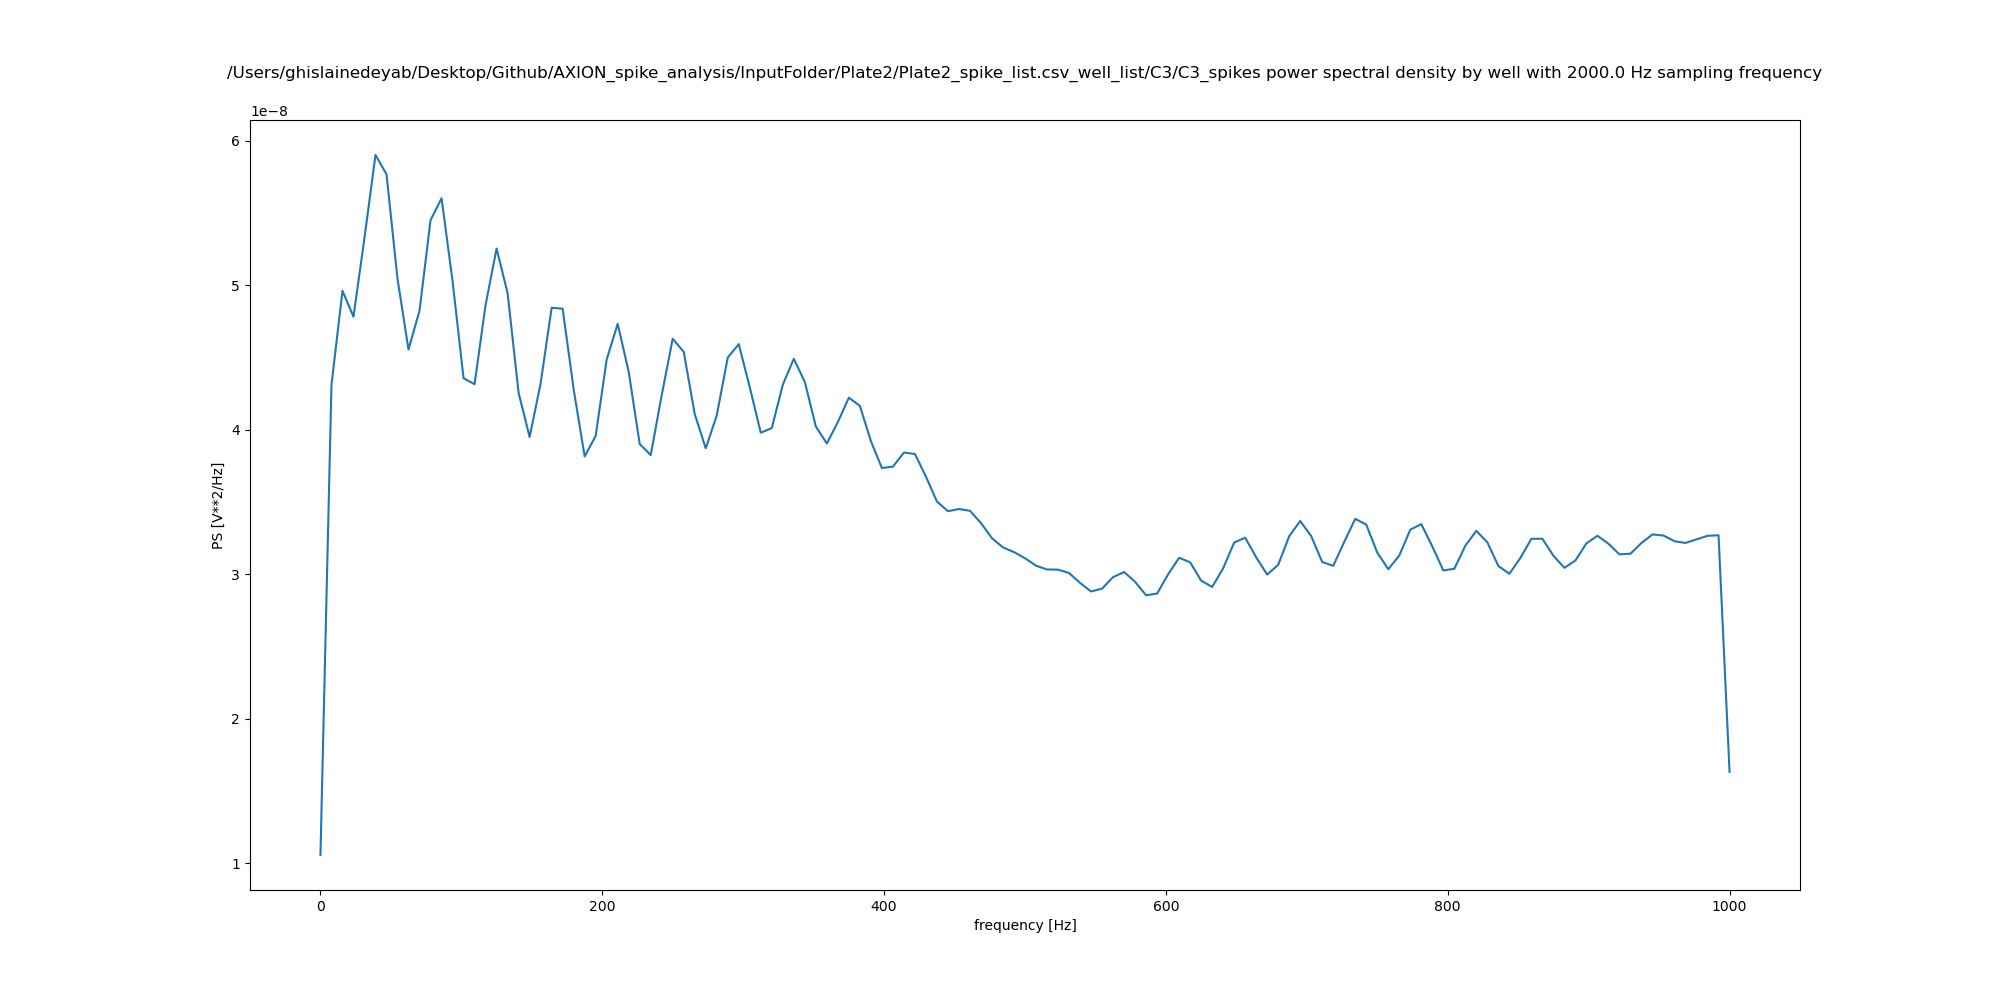 /Users/ghislainedeyab/Desktop/Github/AXION_spike_analysis/InputFolder/Plate2/Plate2_spike_list.csv_well_list/C3/C3_spikes power spectral density by well with 2000.0 Hz sampling frequency
1e−8
6
5
4
3
2
1
PS [V**2/Hz]
0 200 400 600 800 1000
frequency [Hz]